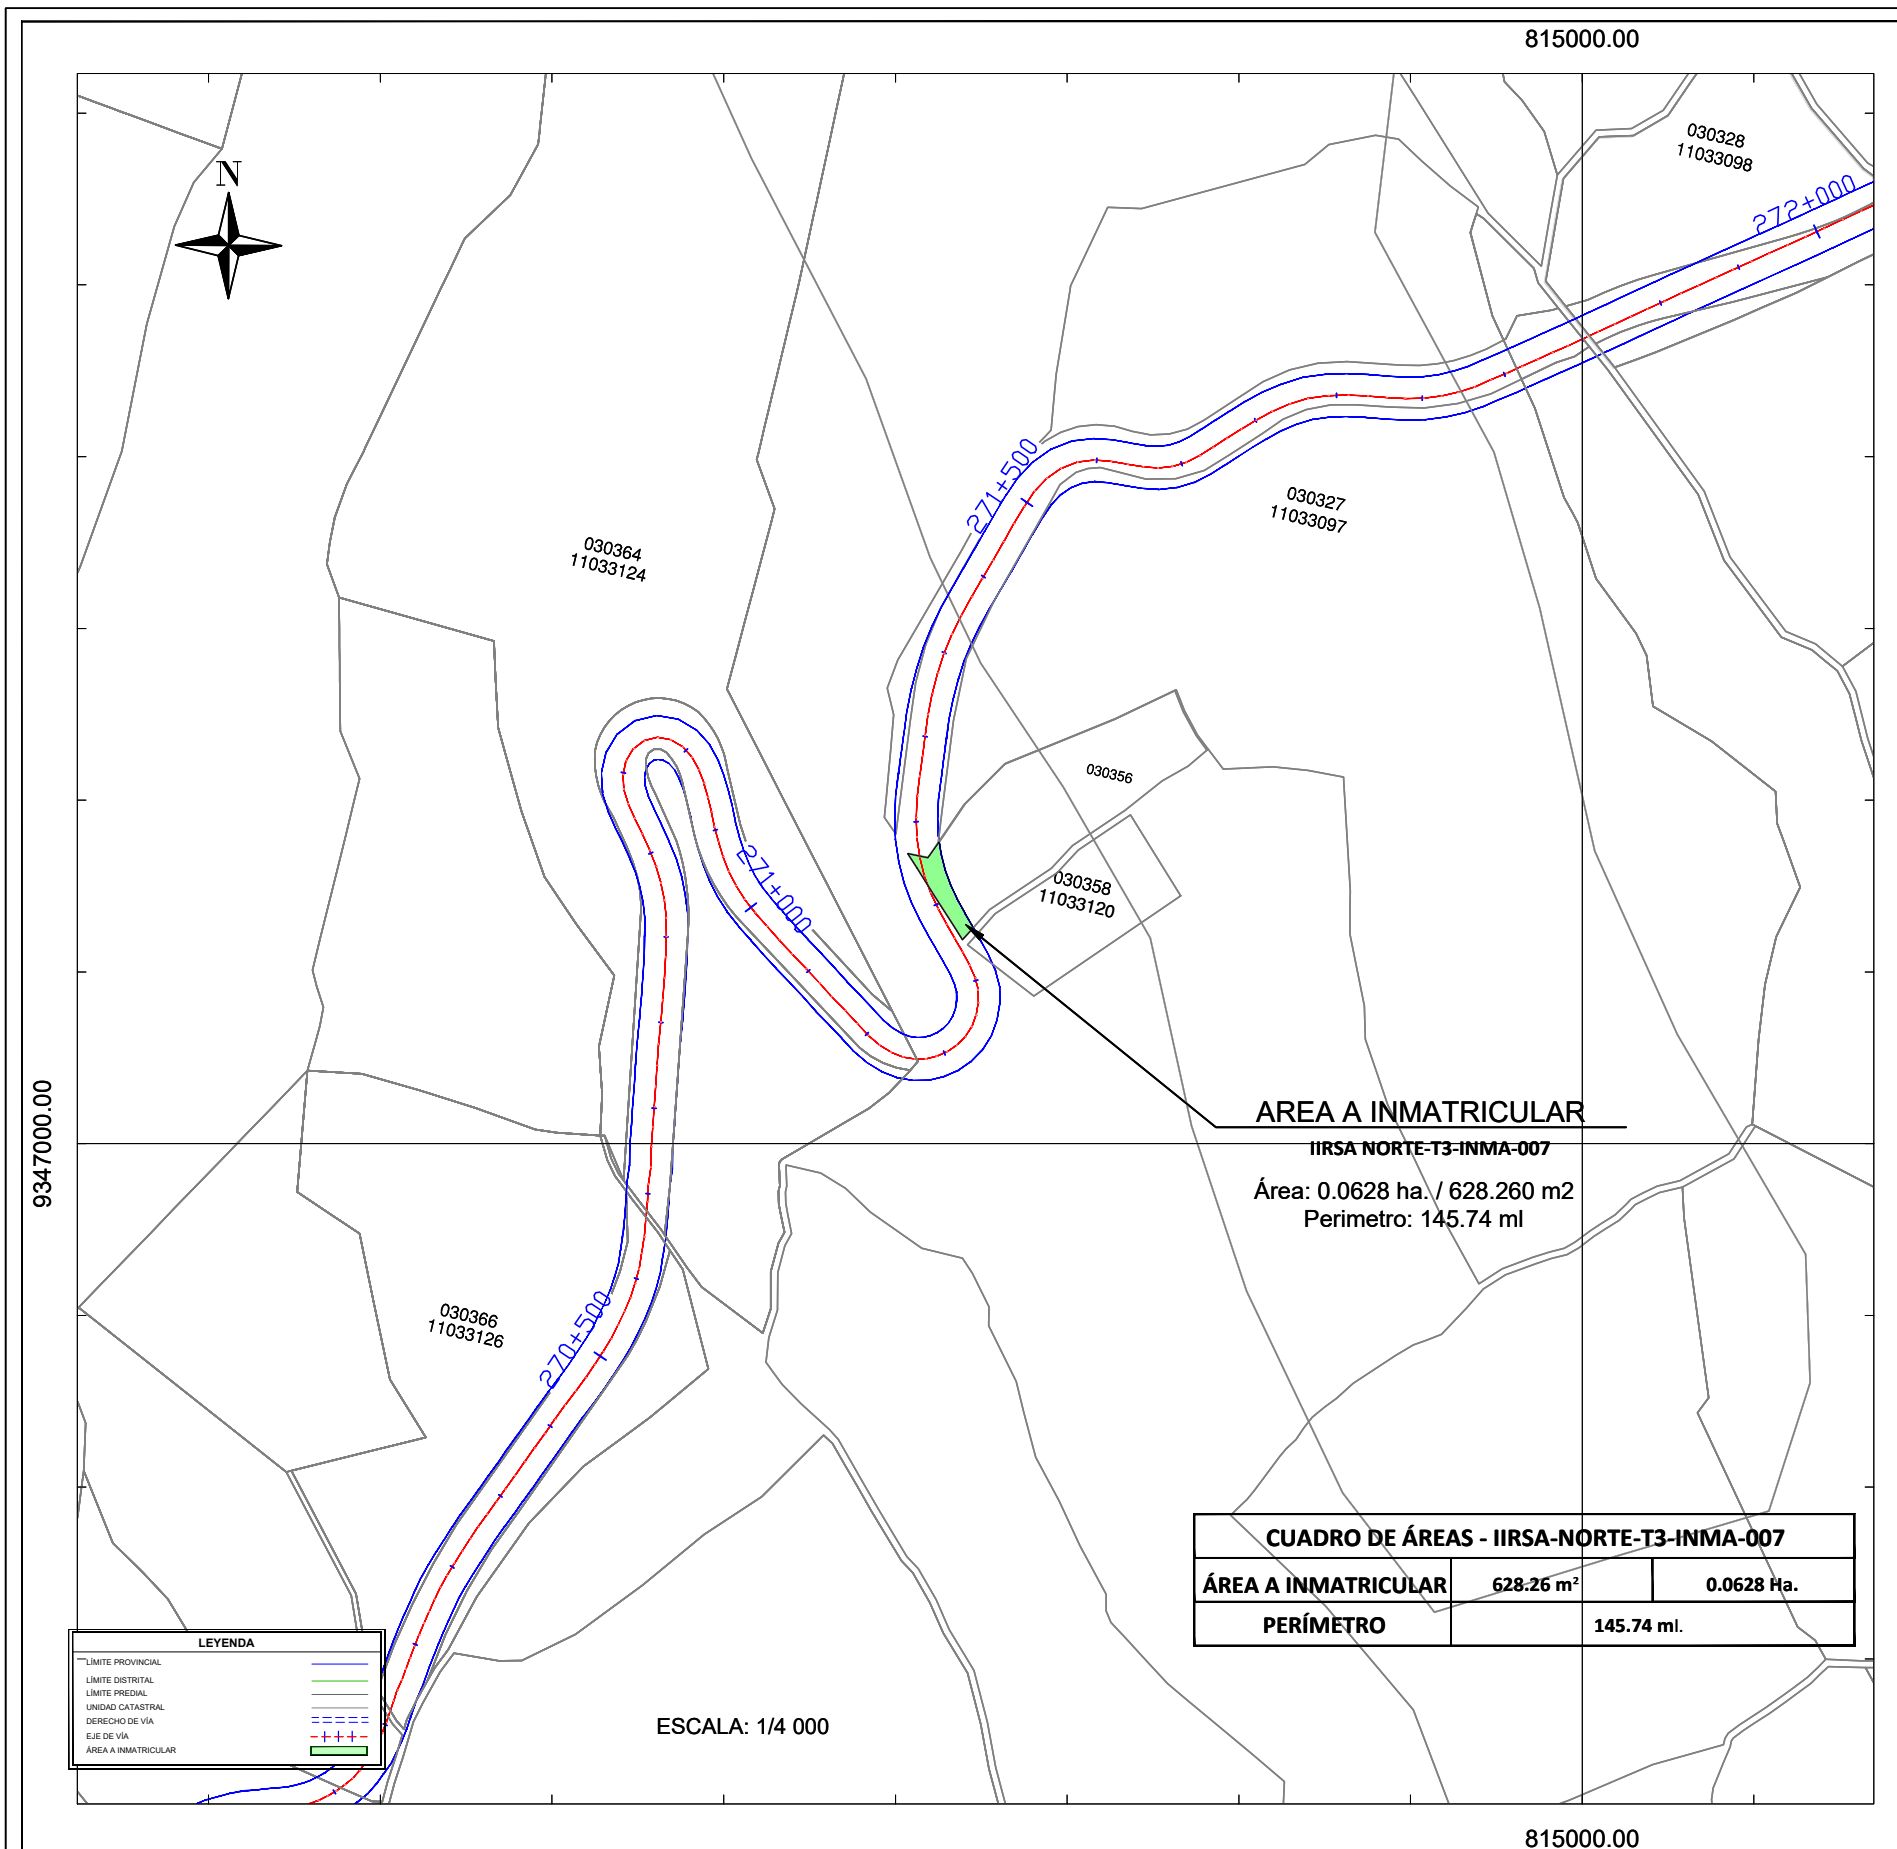 815000.00
N
030328
11033098
272+000
271+500
030327
11033097
030364
11033124
030356
271+000
030358
11033120
9347000.00
AREA A INMATRICULAR
IIRSA NORTE-T3-INMA-007
Área: 0.0628 ha. / 628.260 m2
Perimetro: 145.74 ml
030366
11033126
270+500
CUADRO DE ÁREAS - IIRSA-NORTE-T3-INMA-007
ÁREA A INMATRICULAR 628.26 m² 0.0628 Ha.
PERÍMETRO 145.74 ml.
LEYENDA
LÍMITE PROVINCIAL
LÍMITE DISTRITAL
LÍMITE PREDIAL
UNIDAD CATASTRAL
DERECHO DE VÍA
EJE DE VÍA
ÁREA A INMATRICULAR
ESCALA: 1/4 000
815000.00